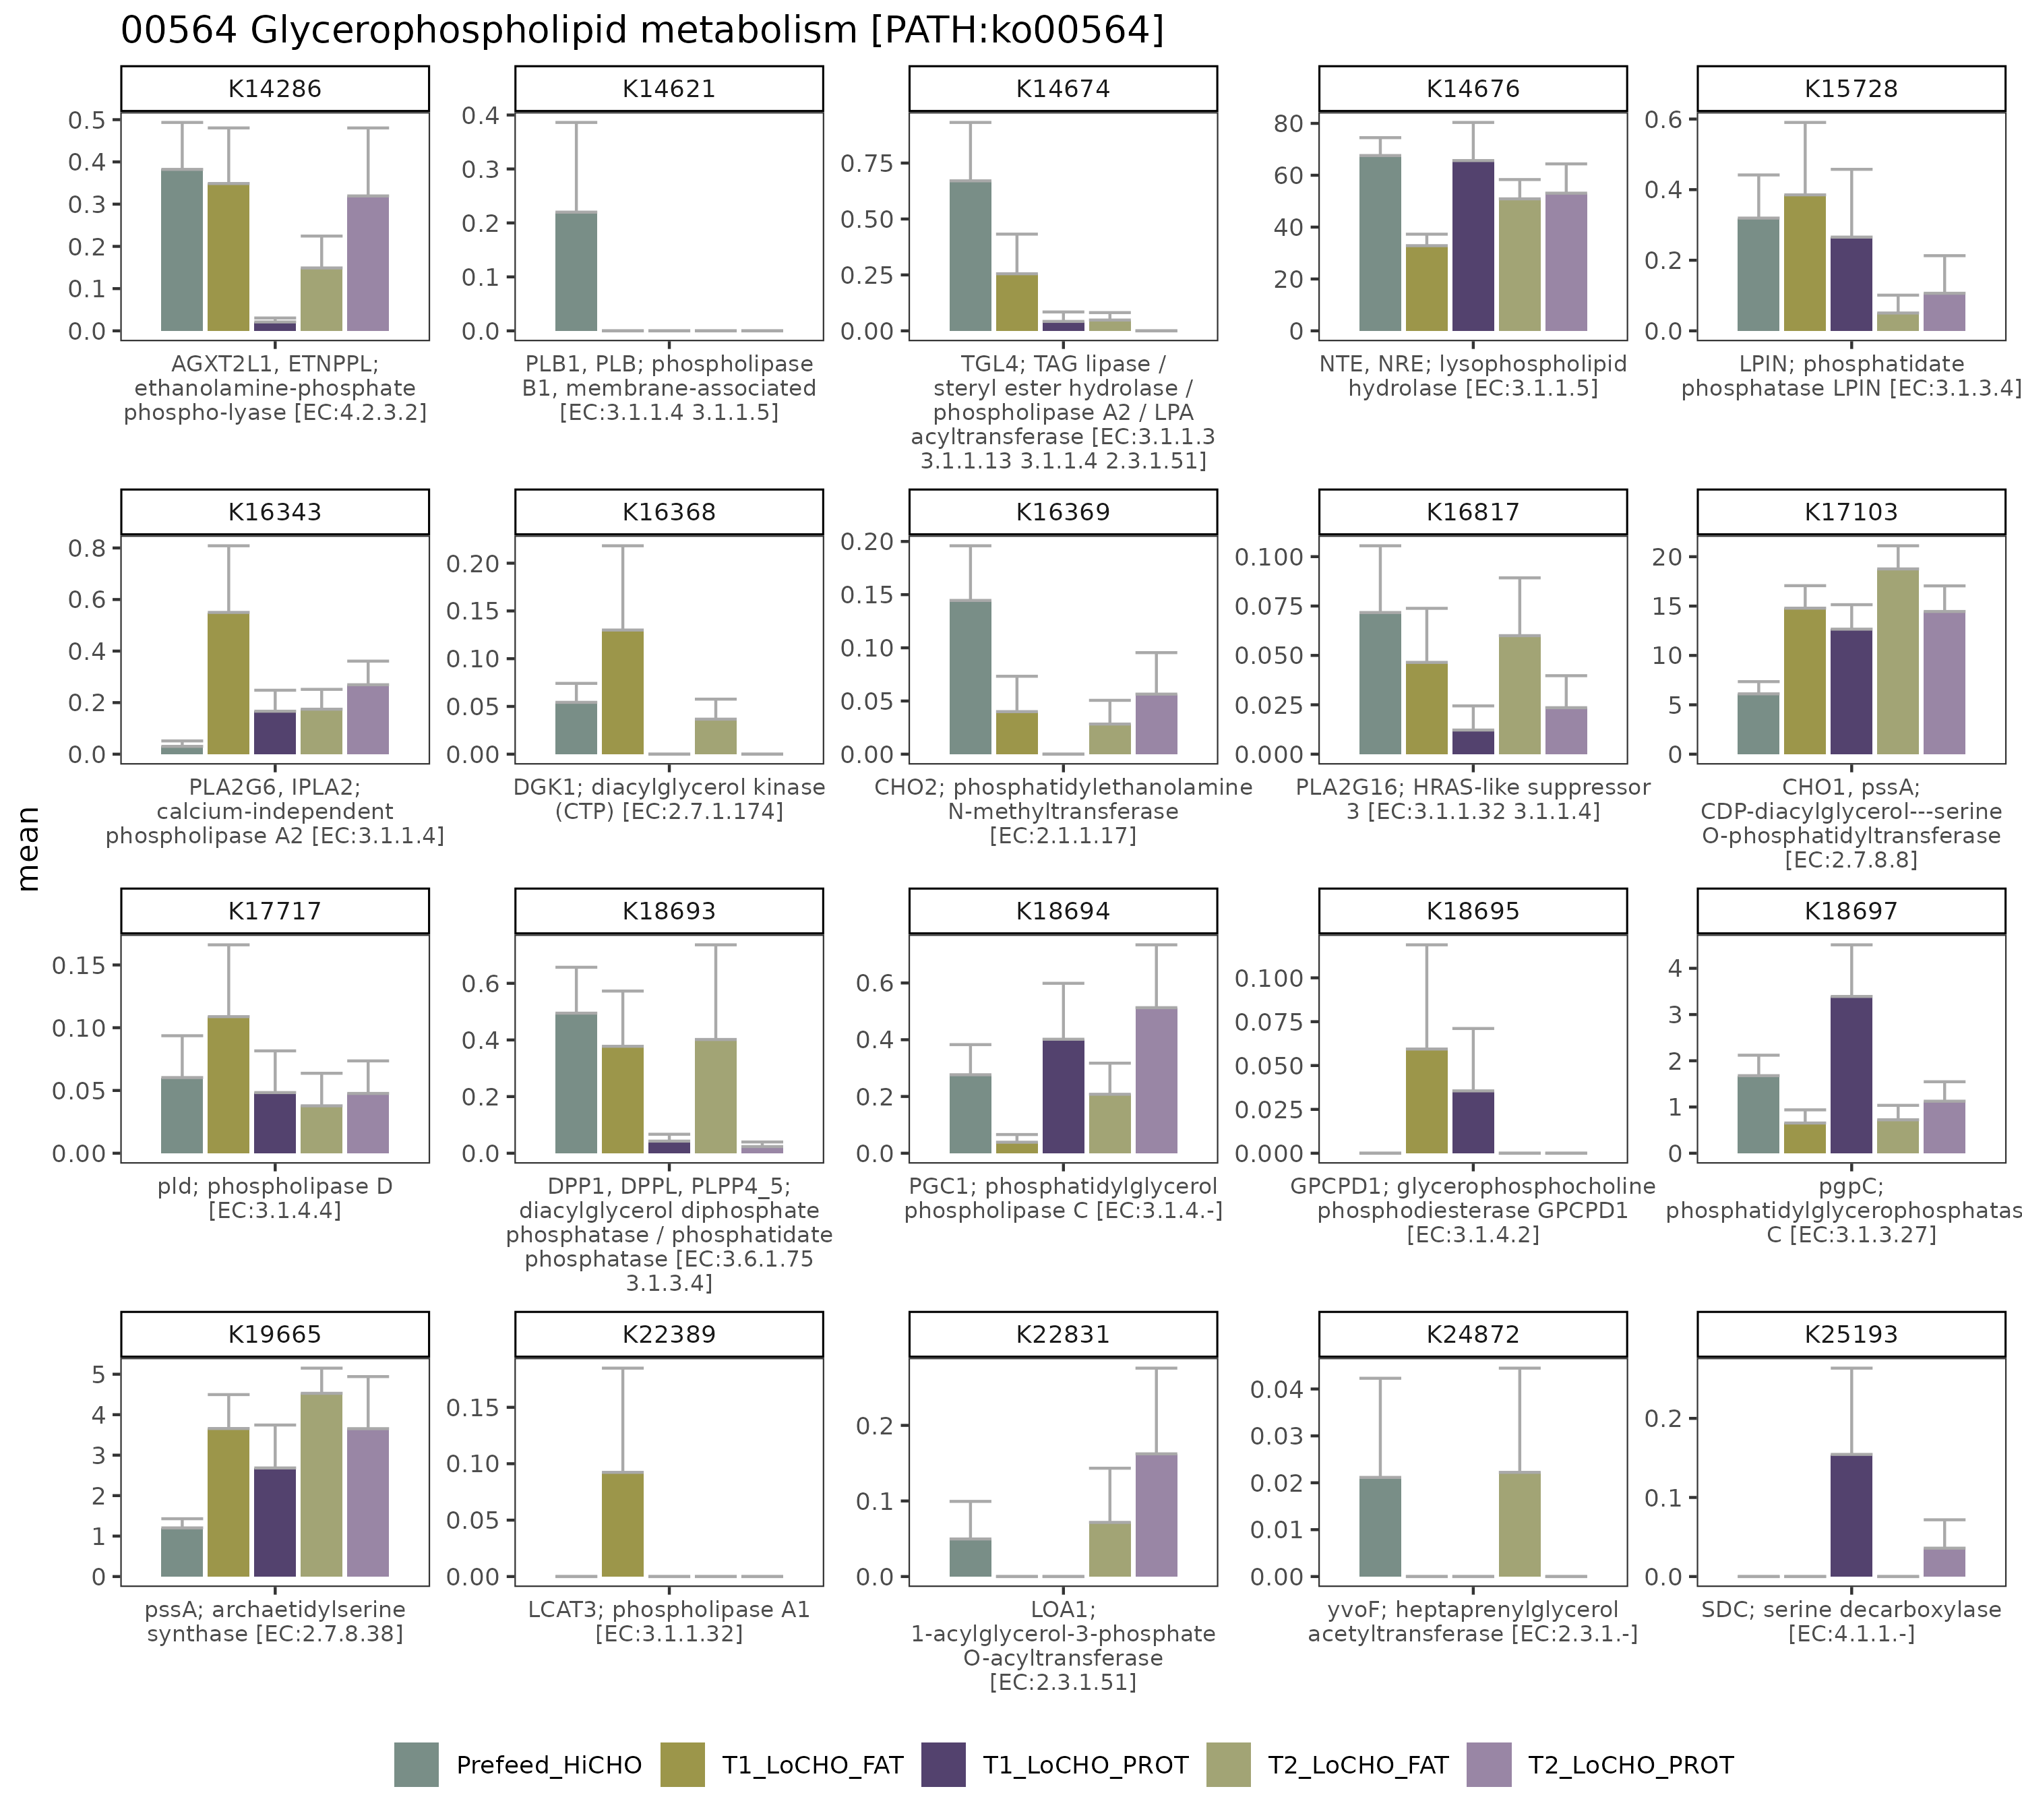 00564 Glycerophospholipid metabolism [PATH:ko00564]
mean
K14286
0.5
0.4
0.3
0.2
0.1
0.0
AGXT2L1, ETNPPL;
ethanolamine-phosphate
phospho-lyase [EC:4.2.3.2]
K14621
0.4
0.3
0.2
0.1
0.0
PLB1, PLB; phospholipase
B1, membrane-associated
[EC:3.1.1.4 3.1.1.5]
K14674
0.75
0.50
0.25
0.00
TGL4; TAG lipase /
steryl ester hydrolase /
phospholipase A2 / LPA
acyltransferase [EC:3.1.1.3
3.1.1.13 3.1.1.4 2.3.1.51]
K14676
80
60
40
20
0
NTE, NRE; lysophospholipid
hydrolase [EC:3.1.1.5]
K15728
0.6
0.4
0.2
0.0
LPIN; phosphatidate
phosphatase LPIN [EC:3.1.3.4]
K16343
0.8
0.6
0.4
0.2
0.0
PLA2G6, IPLA2;
calcium-independent
phospholipase A2 [EC:3.1.1.4]
K16368
0.20
0.15
0.10
0.05
0.00
DGK1; diacylglycerol kinase
(CTP) [EC:2.7.1.174]
K16369
0.20
0.15
0.10
0.05
0.00
CHO2; phosphatidylethanolamine
N-methyltransferase
[EC:2.1.1.17]
K16817
0.100
0.075
0.050
0.025
0.000
PLA2G16; HRAS-like suppressor
3 [EC:3.1.1.32 3.1.1.4]
K17103
20
15
10
5
0
CHO1, pssA;
CDP-diacylglycerol---serine
O-phosphatidyltransferase
[EC:2.7.8.8]
K17717
0.15
0.10
0.05
0.00
pld; phospholipase D
[EC:3.1.4.4]
K18693
0.6
0.4
0.2
0.0
DPP1, DPPL, PLPP4_5;
diacylglycerol diphosphate
phosphatase / phosphatidate
phosphatase [EC:3.6.1.75
3.1.3.4]
K18694
0.6
0.4
0.2
0.0
PGC1; phosphatidylglycerol
phospholipase C [EC:3.1.4.-]
K18695
0.100
0.075
0.050
0.025
0.000
GPCPD1; glycerophosphocholine
phosphodiesterase GPCPD1
[EC:3.1.4.2]
K18697
4
3
2
1
0
pgpC;
phosphatidylglycerophosphatas
C [EC:3.1.3.27]
K19665
5
4
3
2
1
0
pssA; archaetidylserine
synthase [EC:2.7.8.38]
K22389
0.15
0.10
0.05
0.00
LCAT3; phospholipase A1
[EC:3.1.1.32]
K22831
0.2
0.1
0.0
LOA1;
1-acylglycerol-3-phosphate
O-acyltransferase
[EC:2.3.1.51]
K24872
0.04
0.03
0.02
0.01
0.00
yvoF; heptaprenylglycerol
acetyltransferase [EC:2.3.1.-]
K25193
0.2
0.1
0.0
SDC; serine decarboxylase
[EC:4.1.1.-]
Prefeed_HiCHO T1_LoCHO_FAT T1_LoCHO_PROT T2_LoCHO_FAT T2_LoCHO_PROT